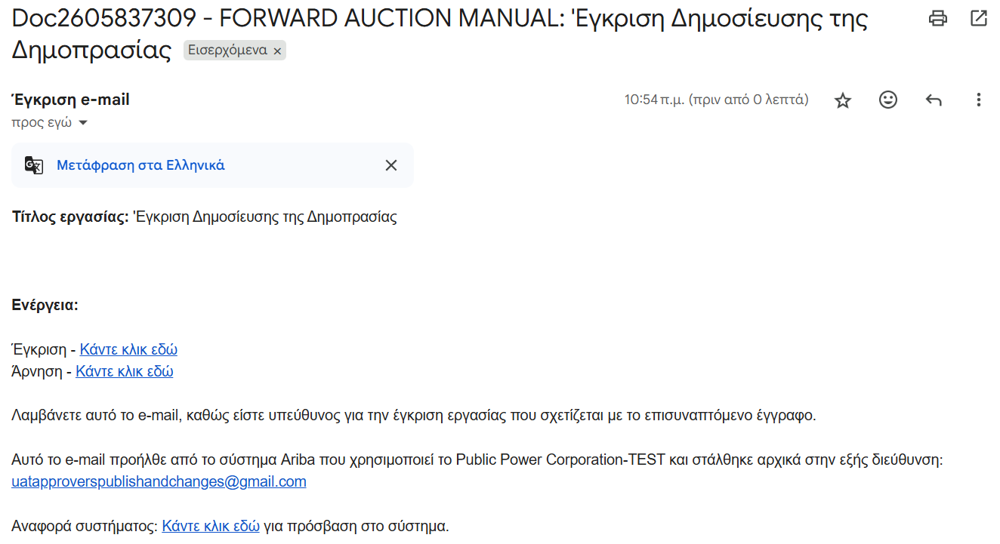 Doc2605837309 - FORWARD AUCTION MANUAL: 'Εγκριση Δημοσίευσης της
Δημοπρασίας Εισερχόμενα ×
Έγκριση e-mail
10:54 π.μ. (πριν από 0 λεπτά)
προς εγώ
Μετάφραση στα Ελληνικά
Τίτλος εργασίας: 'Εγκριση Δημοσίευσης της Δημοπρασίας
Ενέργεια:
Έγκριση - Κάντε κλικ εδώ
Άρνηση - Κάντε κλικ εδώ
Λαμβάνετε αυτό το e-mail, καθώς είστε υπεύθυνος για την έγκριση εργασίας που σχετίζεται με το επισυναπτόμενο έγγραφο.
Αυτό το e-mail προήλθε από το σύστημα Ariba που χρησιμοποιεί το Public Power Corporation-TEST και στάλθηκε αρχικά στην εξής διεύθυνση:
uatapproverspublishandchanges@gmail.com
Αναφορά συστήματος: Κάντε κλικ εδώ για πρόσβαση στο σύστημα.